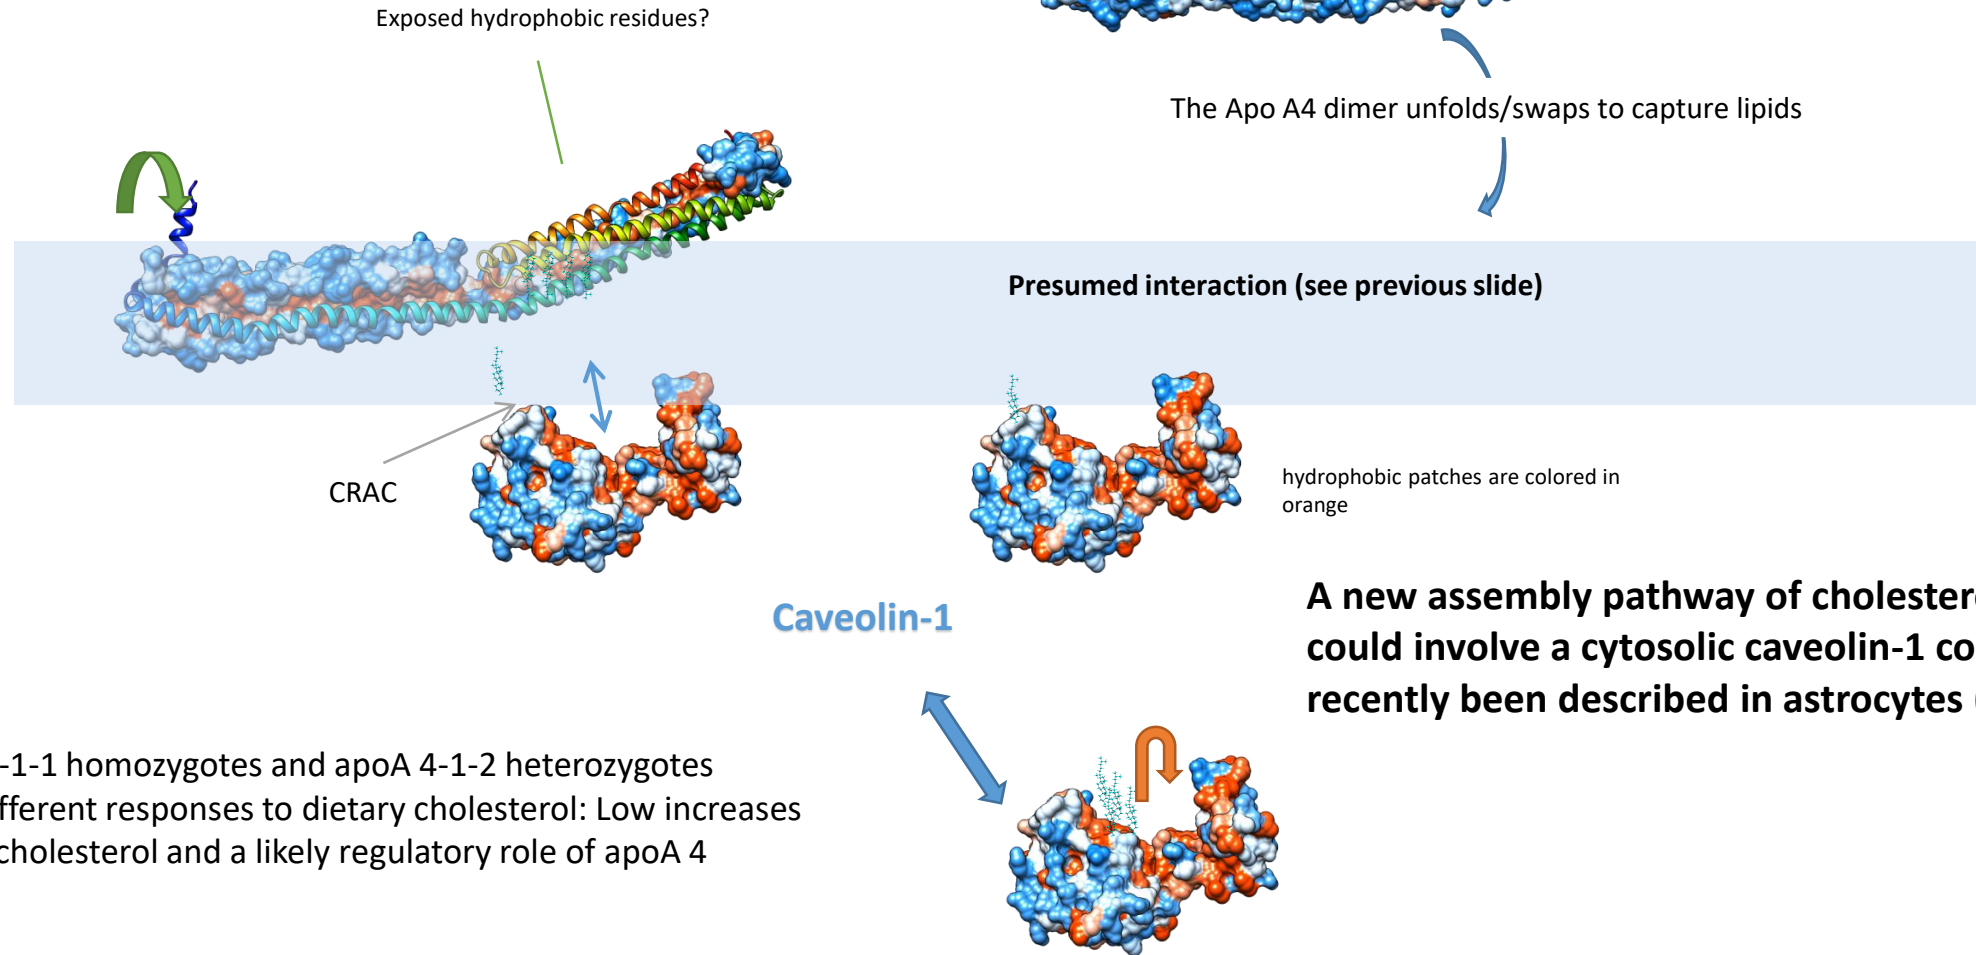 Exposed hydrophobic residues?
The Apo A4 dimer unfolds/swaps to capture lipids
Presumed interaction (see previous slide)
CRAC
hydrophobic patches are colored in
orange
Caveolin-1
A new assembly pathway of
could involve a cytosolic caveolin-1
recently been described in astrocytes
-1-1 homozygotes and apoA 4-1-2 heterozygotes
responses to dietary cholesterol: Low increases
cholesterol and a likely regulatory role of apoA 4